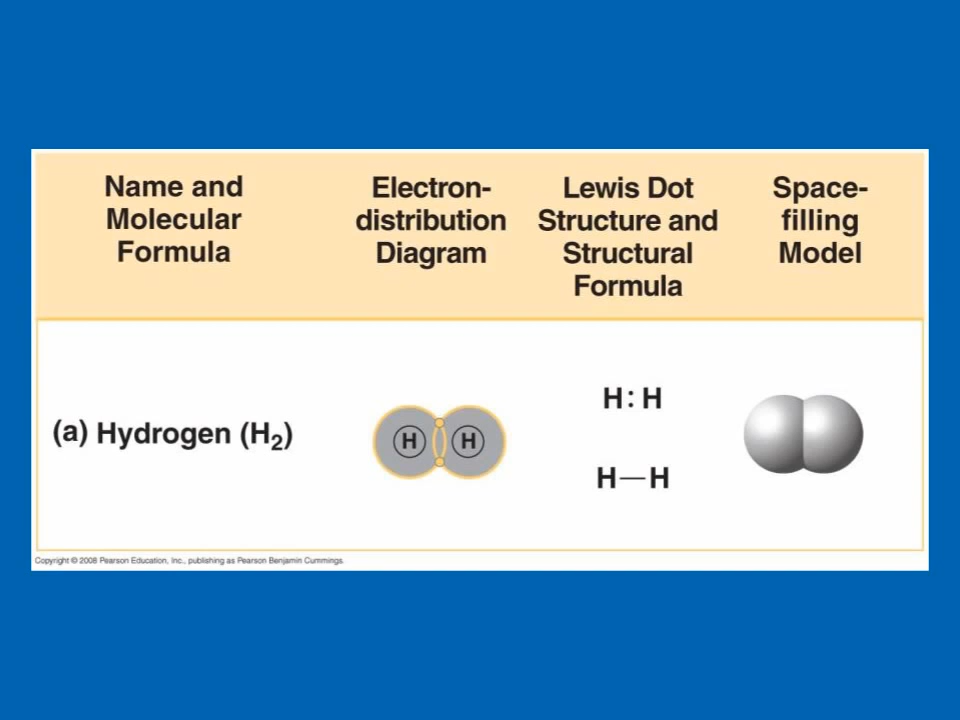 Name and
Molecular
Formula
Electron-
distribution
Diagram
Lewis Dot
Structure and
Structural
Formula
Space-
filling
Model
(a) Hydrogen (H₂)
H H
H : H
H—H
Copyright © 2008 Pearson Education, Inc., publishing as Pearson Benjamin Cummings.